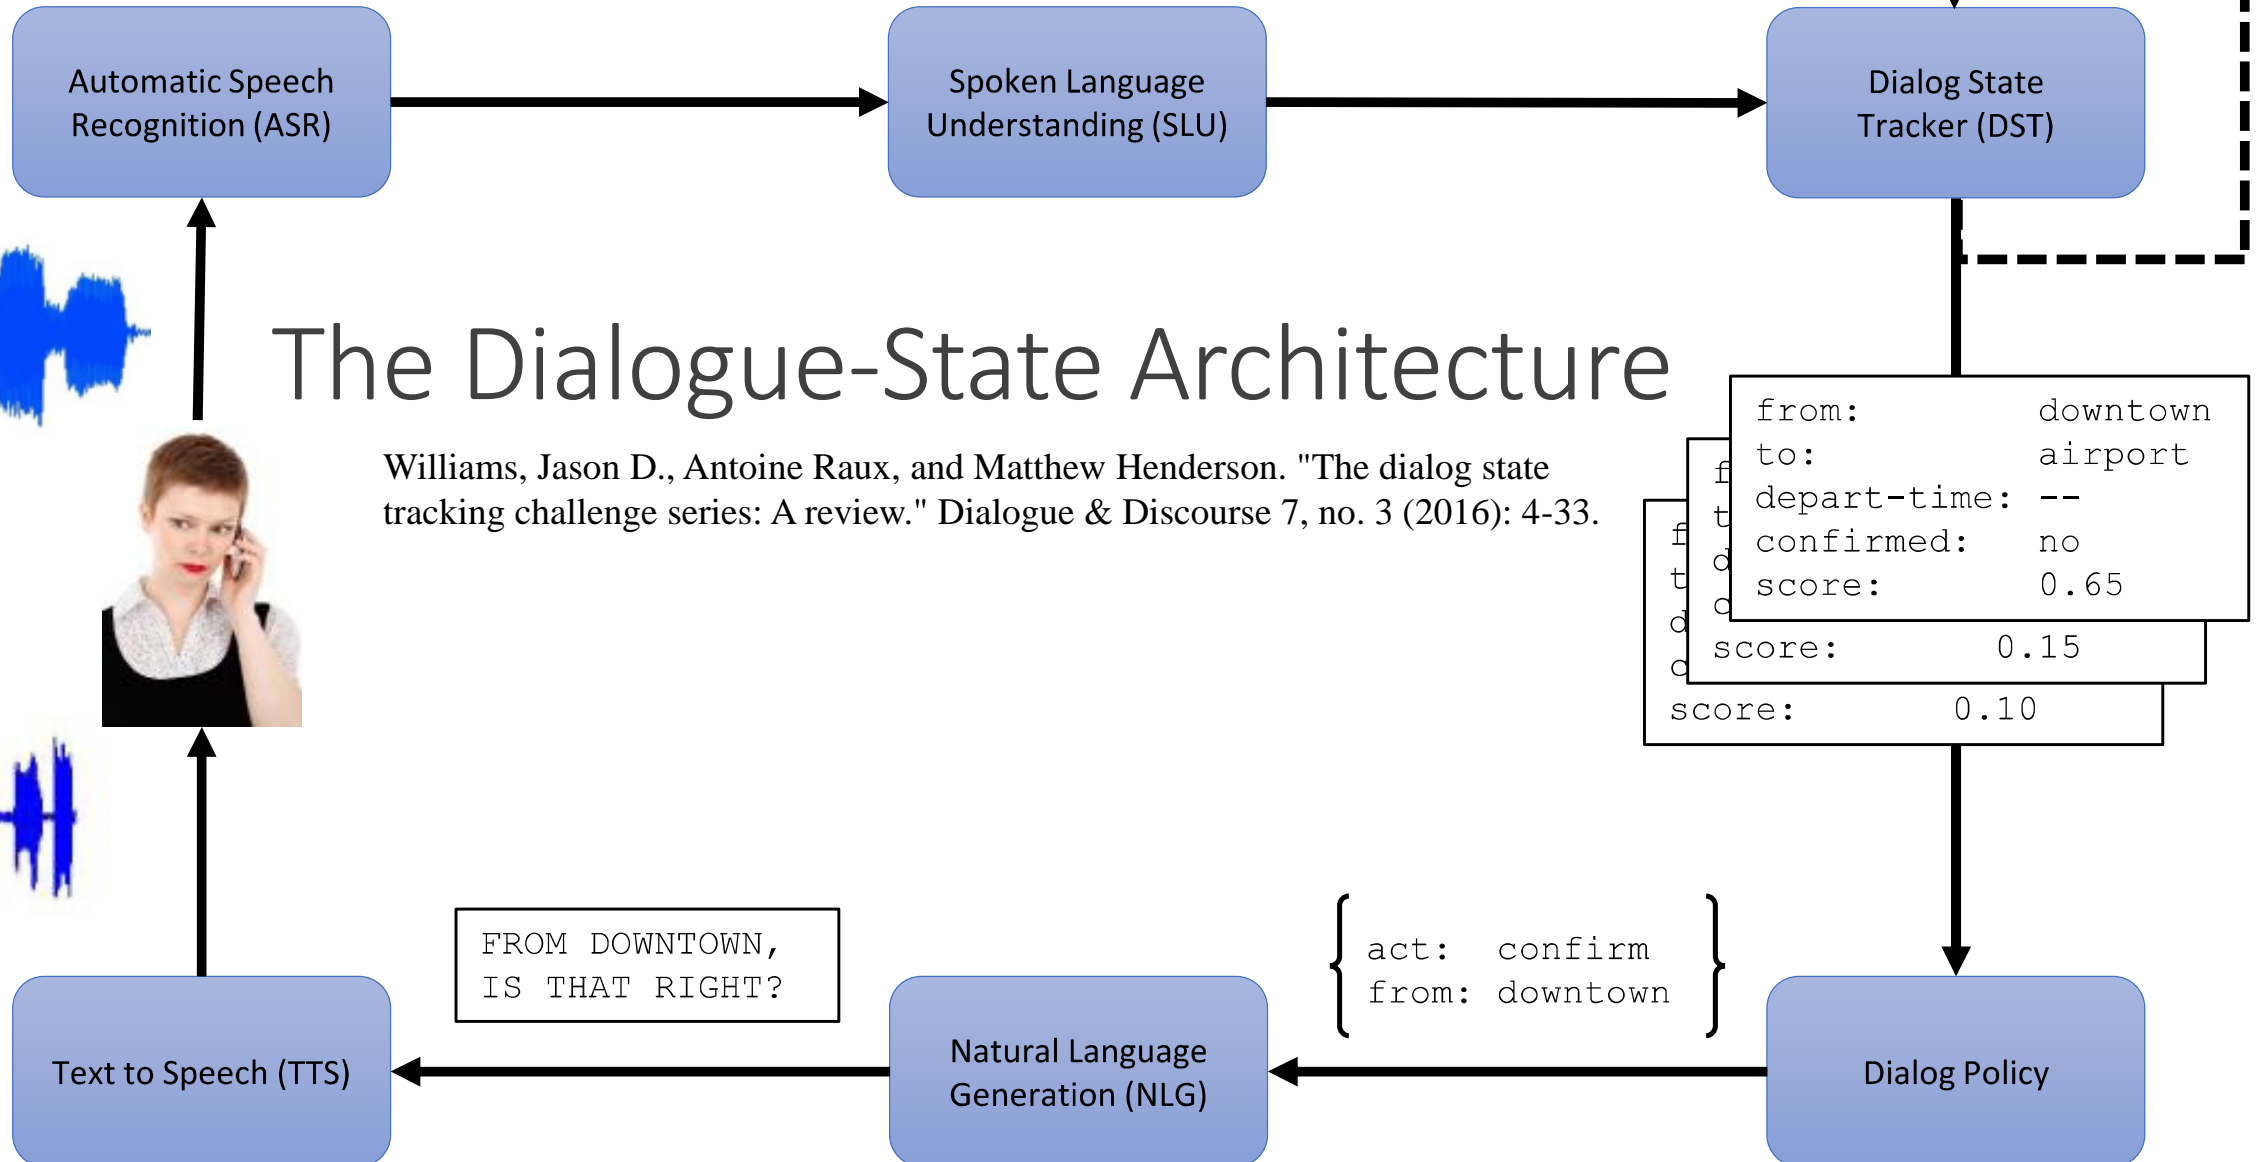 Automatic Speech
Recognition (ASR)
Spoken Language
Understanding (SLU)
Dialog State
Tracker (DST)
The Dialogue-State Architecture
Williams, Jason D., Antoine Raux, and Matthew Henderson. "The dialog state
tracking challenge series: A review." Dialogue & Discourse 7, no. 3 (2016): 4-33.
from: downtown
to: airport
depart-time: --
confirmed: no
score: 0.65
f
t
d
c
score: 0.15
f
t
d
c
score: 0.10
act: confirm
from: downtown
FROM DOWNTOWN,
IS THAT RIGHT?
Text to Speech (TTS)
Natural Language
Generation (NLG)
Dialog Policy